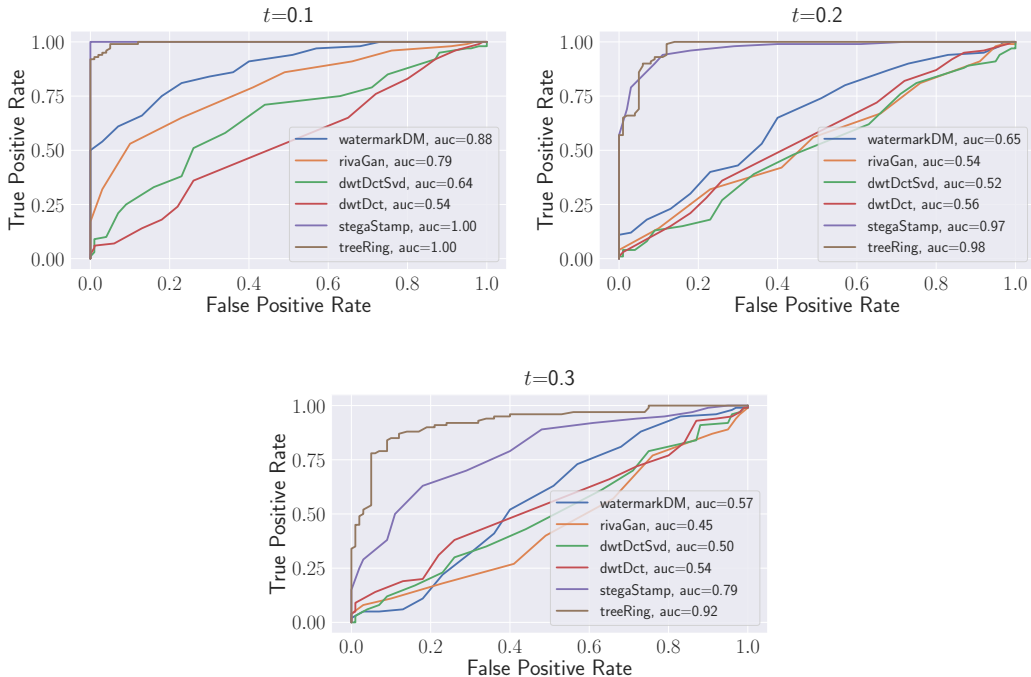 t=0.1
True Positive Rate
1.00
0.75
0.50
0.25
0.00
watermarkDM, auc=0.88
rivaGan, auc=0.79
dwtDctSvd, auc=0.64
dwtDct, auc=0.54
stegaStamp, auc=1.00
treeRing, auc=1.00
0.0 0.2 0.4 0.6 0.8 1.0
False Positive Rate
t=0.2
True Positive Rate
1.00
0.75
0.50
0.25
0.00
watermarkDM, auc=0.65
rivaGan, auc=0.54
dwtDctSvd, auc=0.52
dwtDct, auc=0.56
stegaStamp, auc=0.97
treeRing, auc=0.98
0.0 0.2 0.4 0.6 0.8 1.0
False Positive Rate
t=0.3
True Positive Rate
1.00
0.75
0.50
0.25
0.00
watermarkDM, auc=0.57
rivaGan, auc=0.45
dwtDctSvd, auc=0.50
dwtDct, auc=0.54
stegaStamp, auc=0.79
treeRing, auc=0.92
0.0 0.2 0.4 0.6 0.8 1.0
False Positive Rate